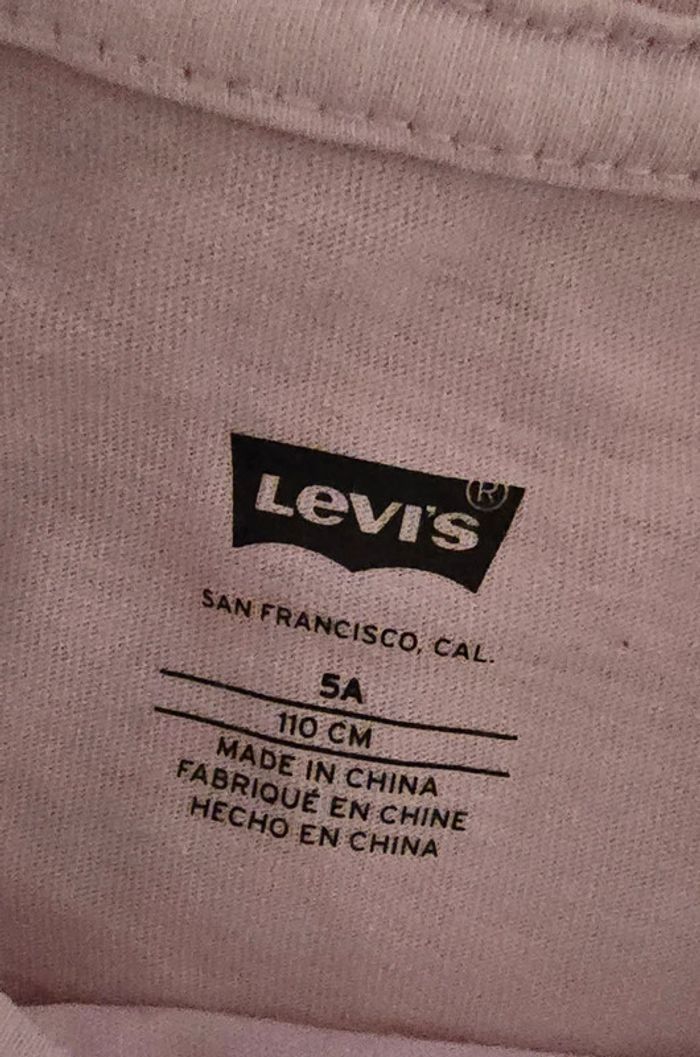 Levi's®
SAN FRANCISCO, CAL.
5A
110 CM
MADE IN CHINA
FABRIQUÉ EN CHINE
HECHO EN CHINA